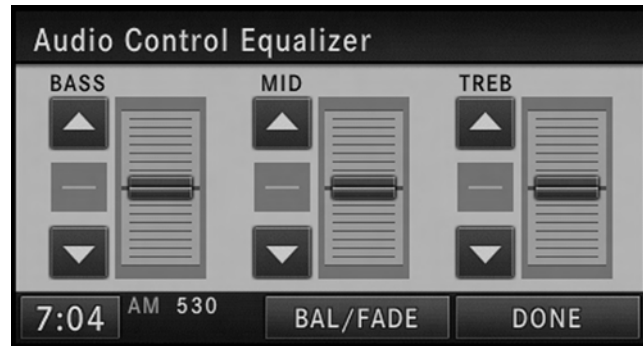 Audio Control Equalizer
BASS MID TREB
7:04 AM 530 BAL/FADE DONE